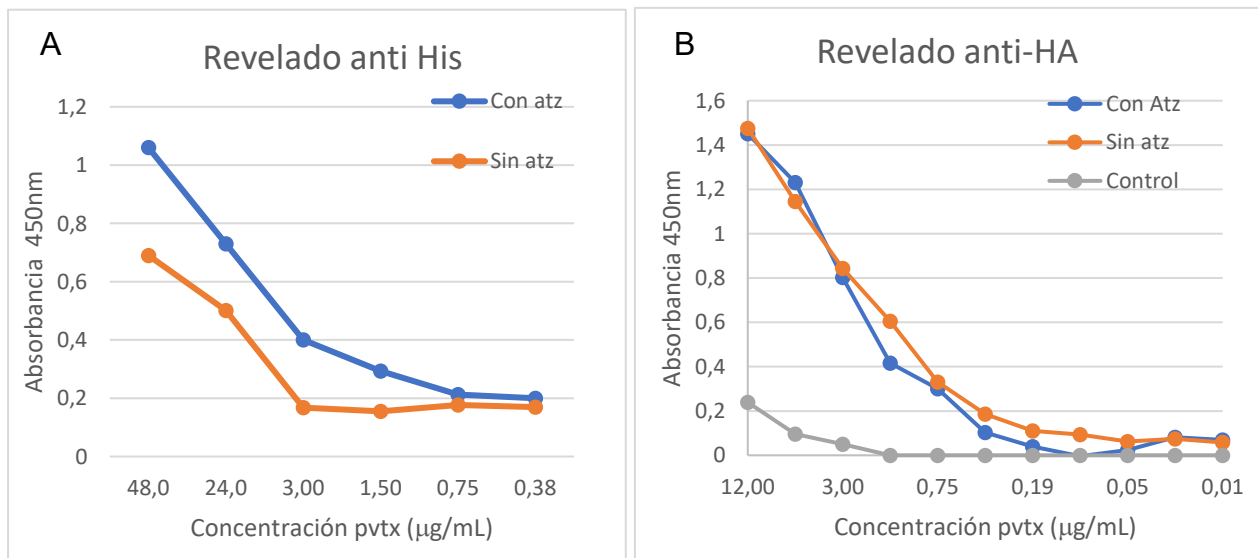 A
Revelado anti His
Con atz
Sin atz
1,2
1
0,8
0,6
0,4
0,2
0
Absorbancia 450nm
48,0 24,0 3,00 1,50 0,75 0,38
Concentración pvtx (μg/mL)
B
Revelado anti-HA
Con Atz
Sin atz
Control
1,6
1,4
1,2
1
0,8
0,6
0,4
0,2
0
Absorbancia 450nm
12,00 3,00 0,75 0,19 0,05 0,01
Concentración pvtx (μg/mL)